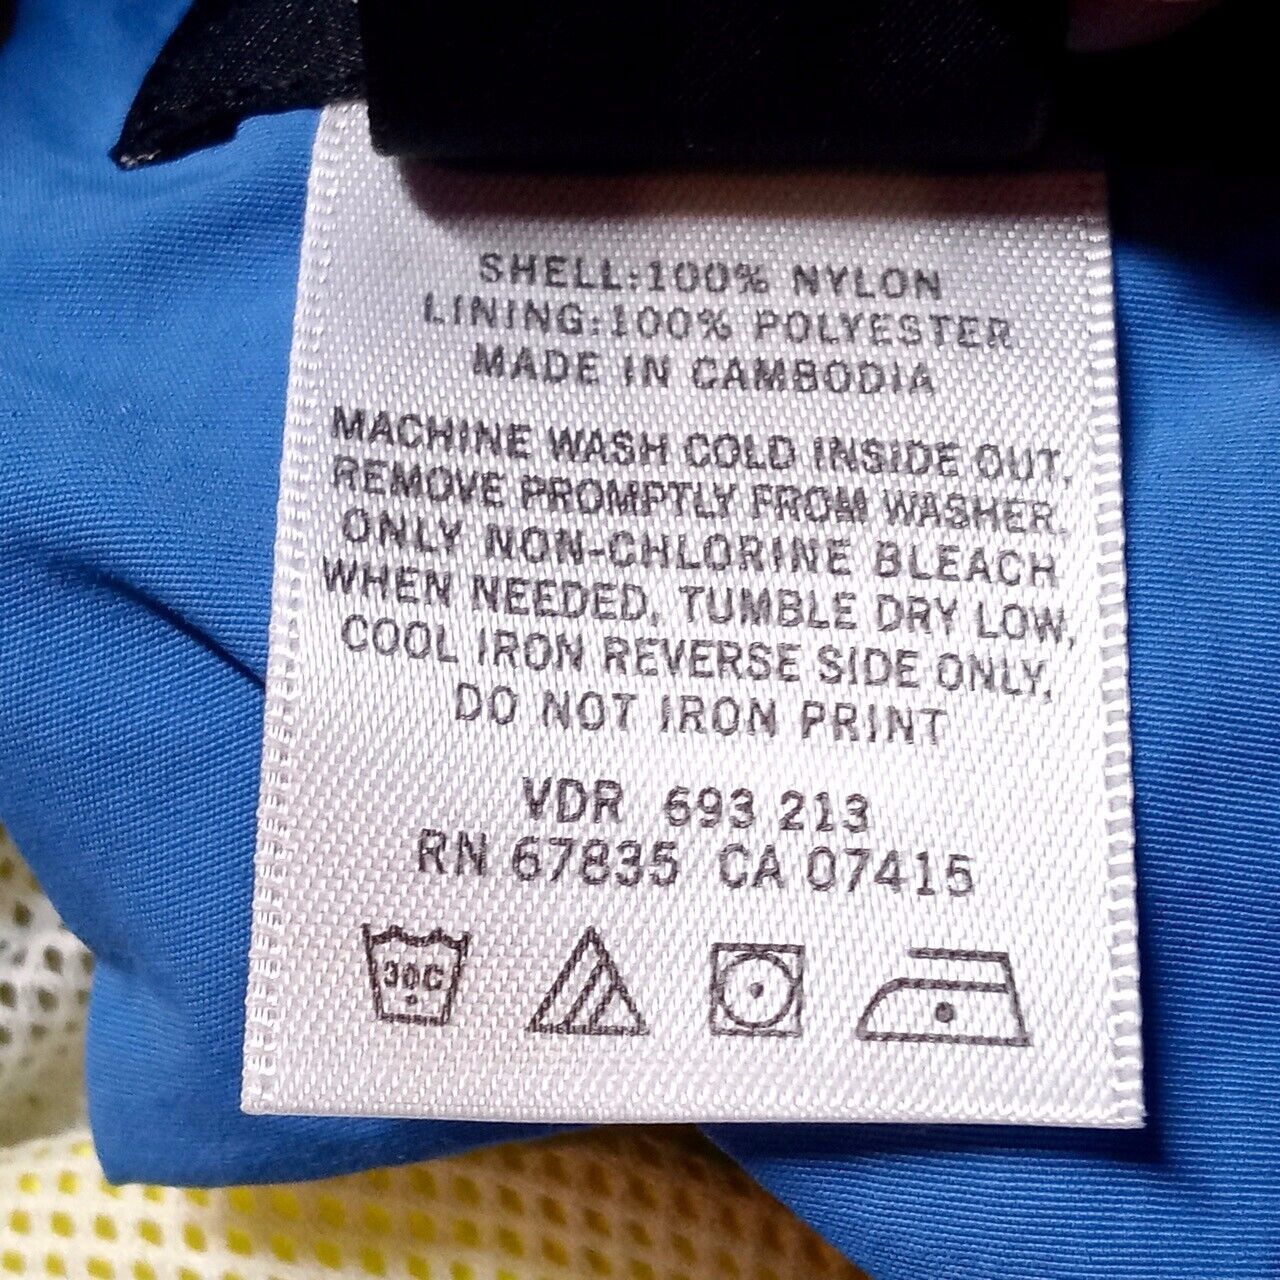 SHELL:100% NYLON
LINING:100% POLYESTER
MADE IN CAMBODIA
MACHINE WASH COLD INSIDE OUT,
REMOVE PROMPTLY FROM WASHER,
ONLY NON-CHLORINE BLEACH
WHEN NEEDED, TUMBLE DRY LOW,
COOL IRON REVERSE SIDE ONLY,
DO NOT IRON PRINT
VDR 693 213
RN 67835 CA 07415
30C